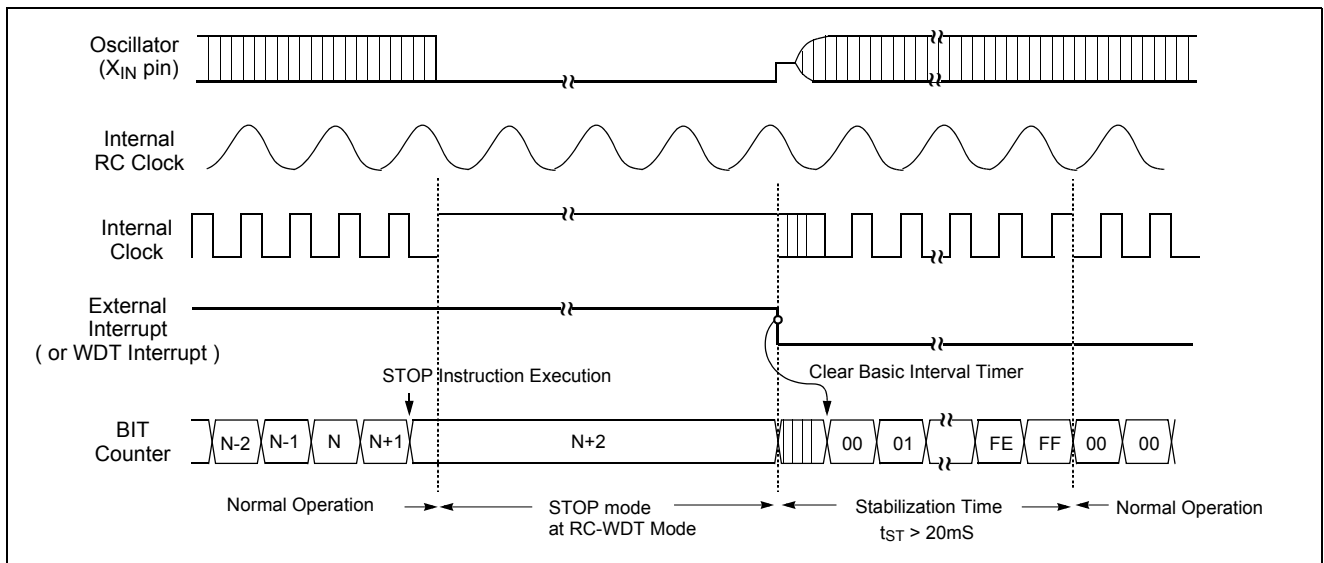 Oscillator
(XIN pin)
Internal
RC Clock
Internal
Clock
External
Interrupt
( or WDT Interrupt )
STOP Instruction Execution
Clear Basic Interval Timer
BIT
Counter
N-2 N-1 N N+1 N+2 00 01 FE FF 00 00
Normal Operation
STOP mode
at RC-WDT Mode
Stabilization Time
tST > 20mS
Normal Operation